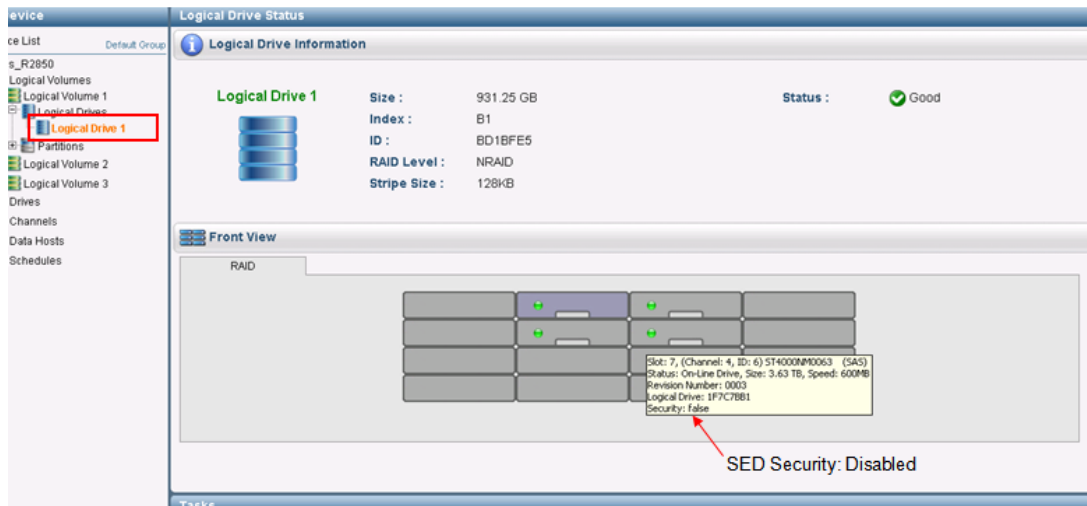 evice
Logical Drive Status
ce List
Default Group
Logical Drive Information
s_R2850
Logical Volumes
Logical Volume 1
Logical Drives
Logical Drive 1
Partitions
Logical Volume 2
Logical Volume 3
Drives
Channels
Data Hosts
Schedules
Logical Drive 1
Size :
931.25 GB
Status :
Good
Index :
B1
ID :
BD1BFE5
RAID Level :
NRAID
Stripe Size :
128KB
Front View
RAID
Slot: 7, (Channel: 4, ID: 6) ST4000NM0063 (SAS)
Status: On-Line Drive, Size: 3.63 TB, Speed: 600MB
Revision Number: 0003
Logical Drive: 1F7C7BB1
Security: false
SED Security: Disabled
Tasks